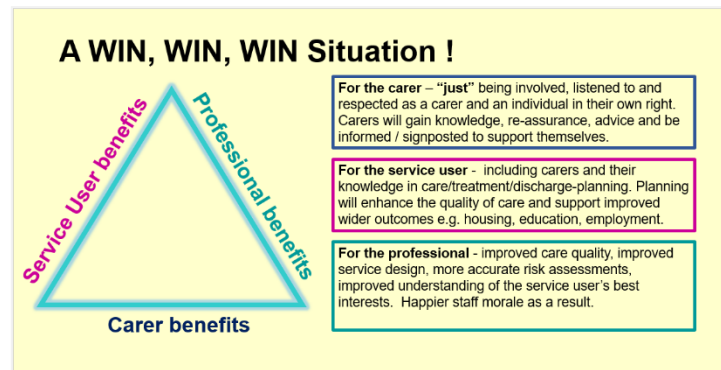 A WIN, WIN, WIN Situation !
Service User benefits
Professional benefits
Carer benefits
For the carer – “just” being involved, listened to and
respected as a carer and an individual in their own right.
Carers will gain knowledge, re-assurance, advice and be
informed / signposted to support themselves.
For the service user - including carers and their
knowledge in care/treatment/discharge-planning. Planning
will enhance the quality of care and support improved
wider outcomes e.g. housing, education, employment.
For the professional - improved care quality, improved
service design, more accurate risk assessments,
improved understanding of the service user’s best
interests. Happier staff morale as a result.